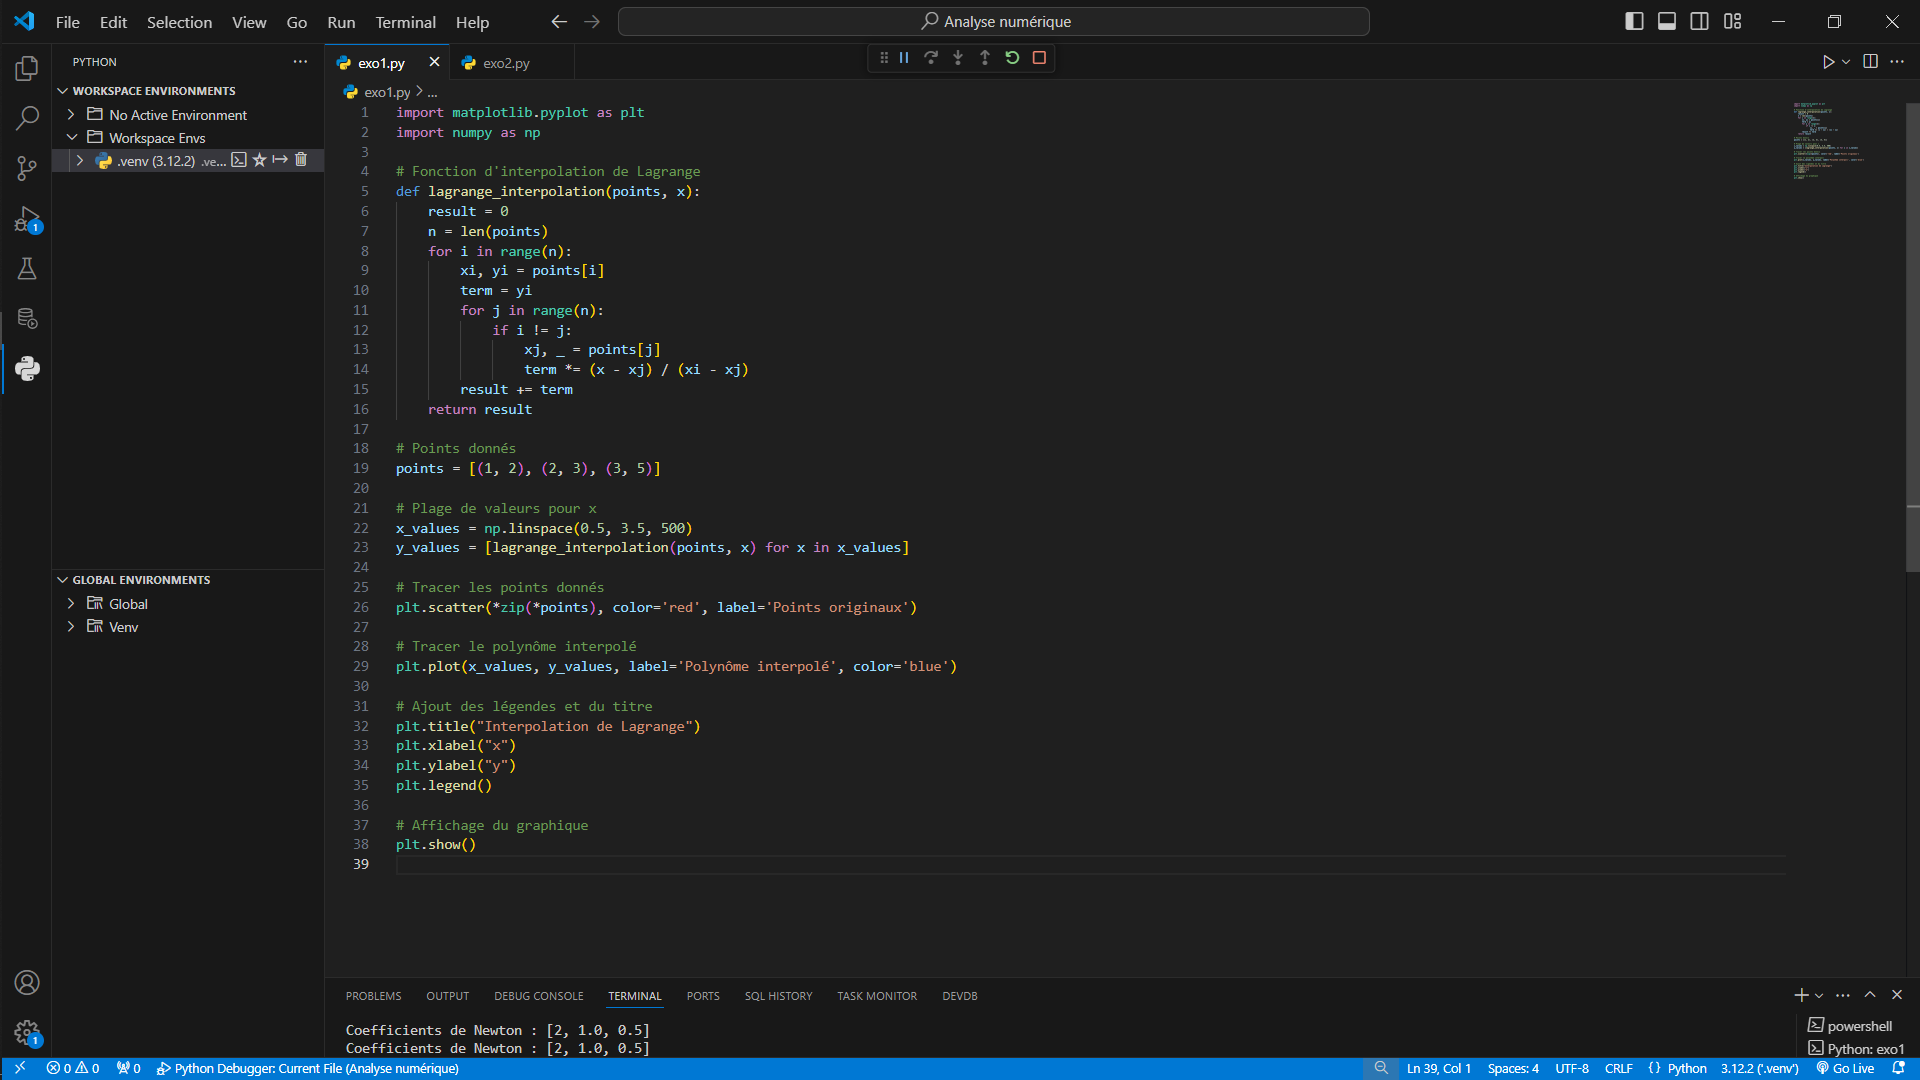 File Edit Selection View Go Run Terminal Help
Analyse numérique
PYTHON
WORKSPACE ENVIRONMENTS
No Active Environment
Workspace Envs
.venv (3.12.2) .ve...
GLOBAL ENVIRONMENTS
Global
Venv
1
1
exo1.py
exo2.py
exo1.py > ...
1 import matplotlib.pyplot as plt
2 import numpy as np
3
4 # Fonction d'interpolation de Lagrange
5 def lagrange_interpolation(points, x):
6     result = 0
7     n = len(points)
8     for i in range(n):
9         xi, yi = points[i]
10         term = yi
11         for j in range(n):
12             if i != j:
13                 xj, _ = points[j]
14                 term *= (x - xj) / (xi - xj)
15         result += term
16     return result
17
18 # Points donnés
19 points = [(1, 2), (2, 3), (3, 5)]
20
21 # Plage de valeurs pour x
22 x_values = np.linspace(0.5, 3.5, 500)
23 y_values = [lagrange_interpolation(points, x) for x in x_values]
24
25 # Tracer les points donnés
26 plt.scatter(*zip(*points), color='red', label='Points originaux')
27
28 # Tracer le polynôme interpolé
29 plt.plot(x_values, y_values, label='Polynôme interpolé', color='blue')
30
31 # Ajout des légendes et du titre
32 plt.title("Interpolation de Lagrange")
33 plt.xlabel("x")
34 plt.ylabel("y")
35 plt.legend()
36
37 # Affichage du graphique
38 plt.show()
39
PROBLEMS OUTPUT DEBUG CONSOLE TERMINAL PORTS SQL HISTORY TASK MONITOR DEVDB
Coefficients de Newton : [2, 1.0, 0.5]
Coefficients de Newton : [2, 1.0, 0.5]
powershell
Python: exo1
0 0 0 Python Debugger: Current File (Analyse numérique) Ln 39, Col 1 Spaces: 4 UTF-8 CRLF {} Python 3.12.2 ('.venv') Go Live